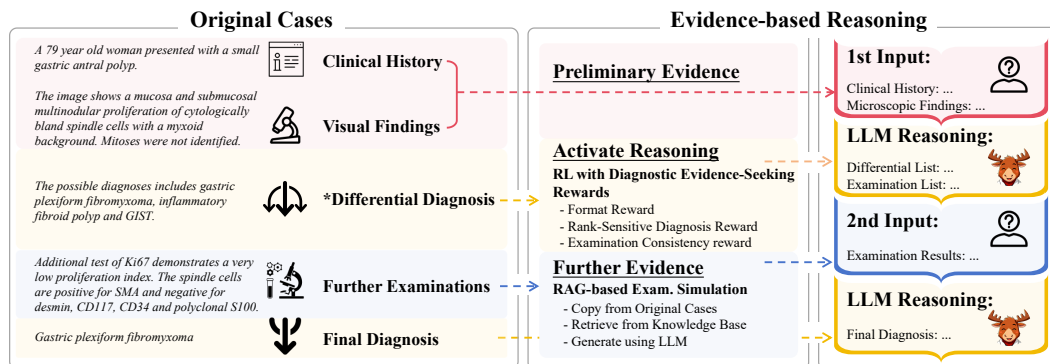 Original Cases
Evidence-based Reasoning
A 79 year old woman presented with a small
gastric antral polyp.
Clinical History
The image shows a mucosa and submucosal
multinodular proliferation of cytologically
bland spindle cells with a myxoid
background. Mitoses were not identified.
Visual Findings
The possible diagnoses includes gastric
plexiform fibromyxoma, inflammatory
fibroid polyp and GIST.
*Differential Diagnosis
Additional test of Ki67 demonstrates a very
low proliferation index. The spindle cells
are positive for SMA and negative for
desmin, CD117, CD34 and polyclonal S100.
Further Examinations
Gastric plexiform fibromyxoma
Final Diagnosis
Preliminary Evidence
Activate Reasoning
RL with Diagnostic Evidence-Seeking
Rewards
- Format Reward
- Rank-Sensitive Diagnosis Reward
- Examination Consistency reward
Further Evidence
RAG-based Exam. Simulation
- Copy from Original Cases
- Retrieve from Knowledge Base
- Generate using LLM
1st Input:
Clinical History: ...
Microscopic Findings: ...
LLM Reasoning:
Differential List: ...
Examination List: ...
2nd Input:
Examination Results: ...
LLM Reasoning:
Final Diagnosis: ...